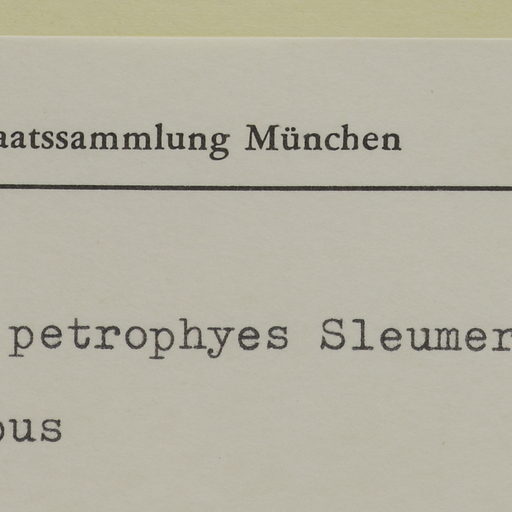 aatssammlung München
petrophyes Sleumer
ous